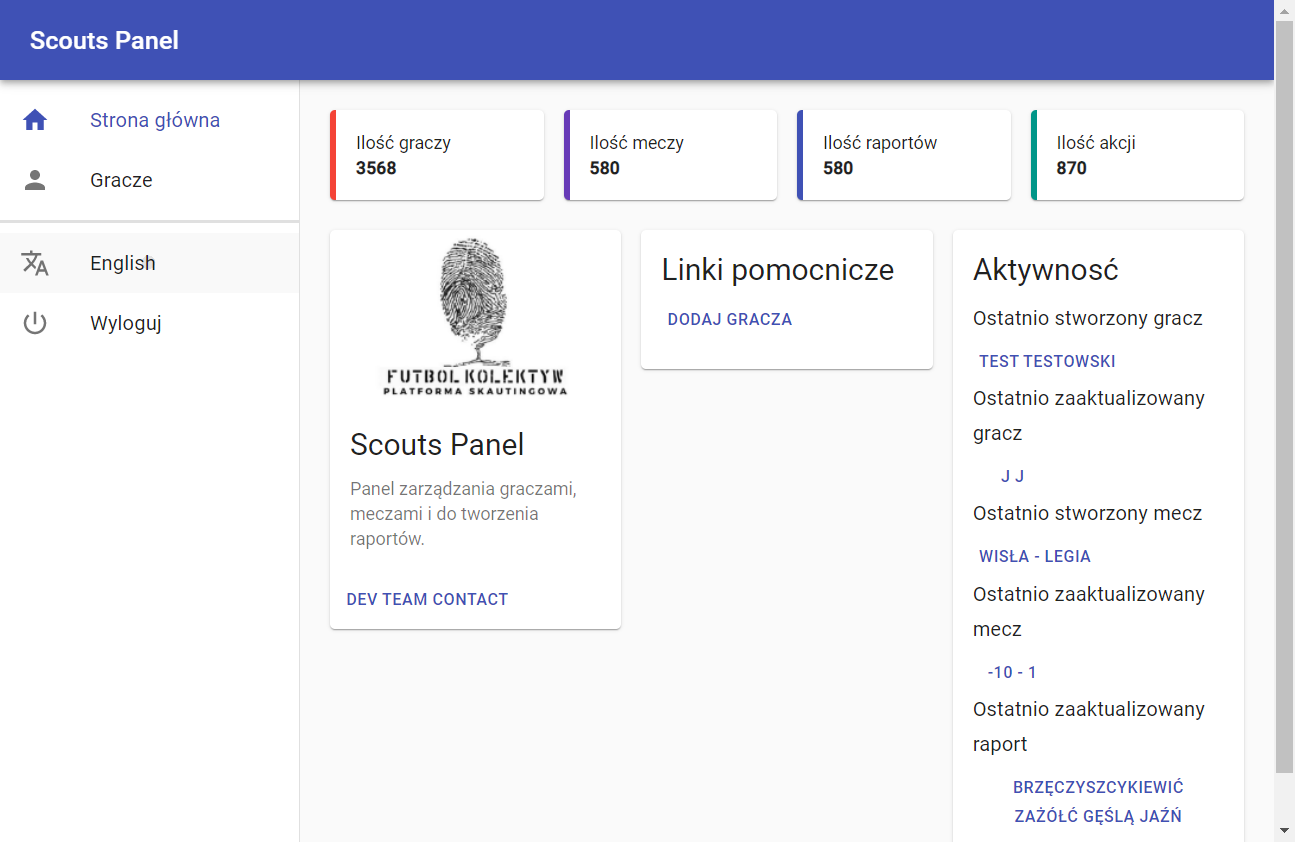 Scouts Panel
Strona główna
Gracze
English
Wyloguj
Ilość graczy
3568
Ilość meczy
580
Ilość raportów
580
Ilość akcji
870
FUTBOL KOLEKTYW
PLATFORMA SKAUTINGOWA
Scouts Panel
Panel zarządzania graczami,
meczami i do tworzenia
raportów.
DEV TEAM CONTACT
Linki pomocnicze
DODAJ GRACZA
Aktywnosć
Ostatnio stworzony gracz
TEST TESTOWSKI
Ostatnio zaaktualizowany
gracz
J J
Ostatnio stworzony mecz
WISŁA - LEGIA
Ostatnio zaaktualizowany
mecz
-10 - 1
Ostatnio zaaktualizowany
raport
BRZĘCZYSZCYKIEWIĆ
ZAŻÓŁĆ GĘŚLĄ JAŹŃ